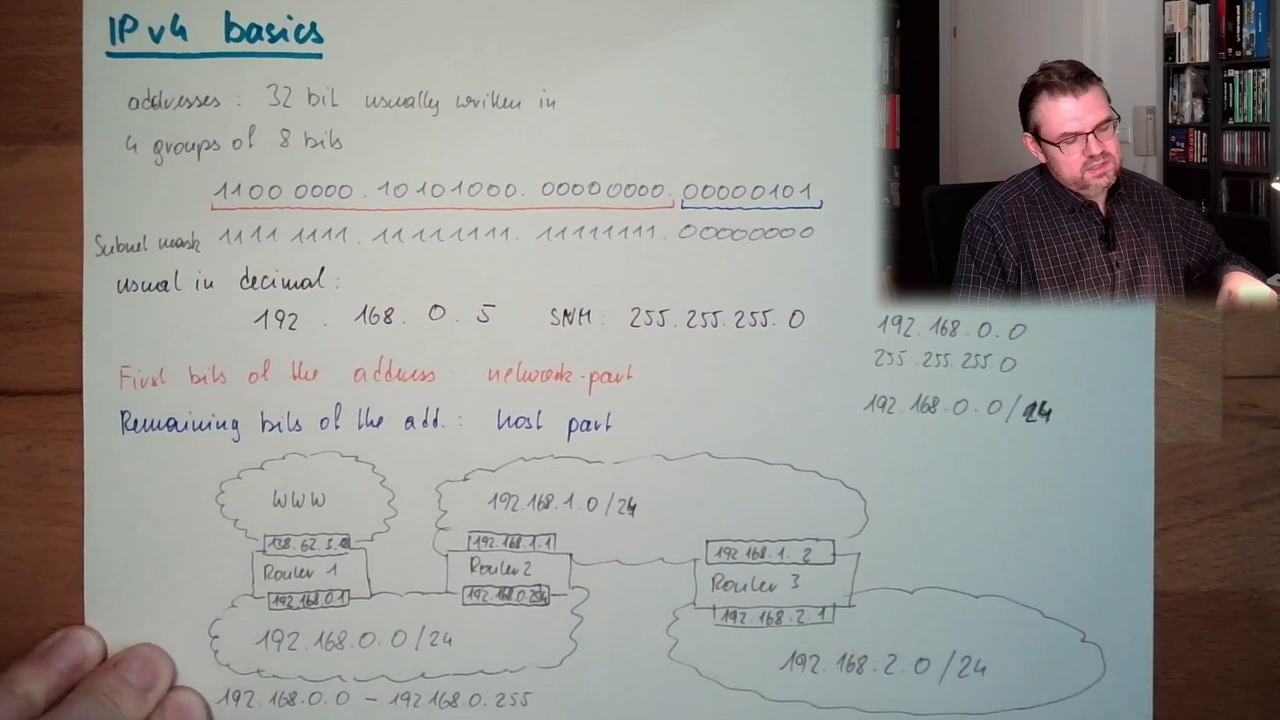 IPv4 basics
addresses: 32 bit usually written in
4 groups of 8 bits
1100 0000.10101000.00000000.00000101
Subnet mask 1111 1111.11111111.11111111.00000000
usual in decimal:
192.168.0.5 SNM: 255.255.255.0
192.168.0.0
255.255.255.0
192.168.0.0/24
First bits of the address: network-part
Remaining bits of the add.: host part
WWW
192.168.1.0/24
192.168.1.1
192.168.1.2
Router 1
Router 2
Router 3
192.168.0.1
192.168.2.1
192.168.0.0/24
192.168.2.0/24
192.168.0.0 - 192.168.0.255